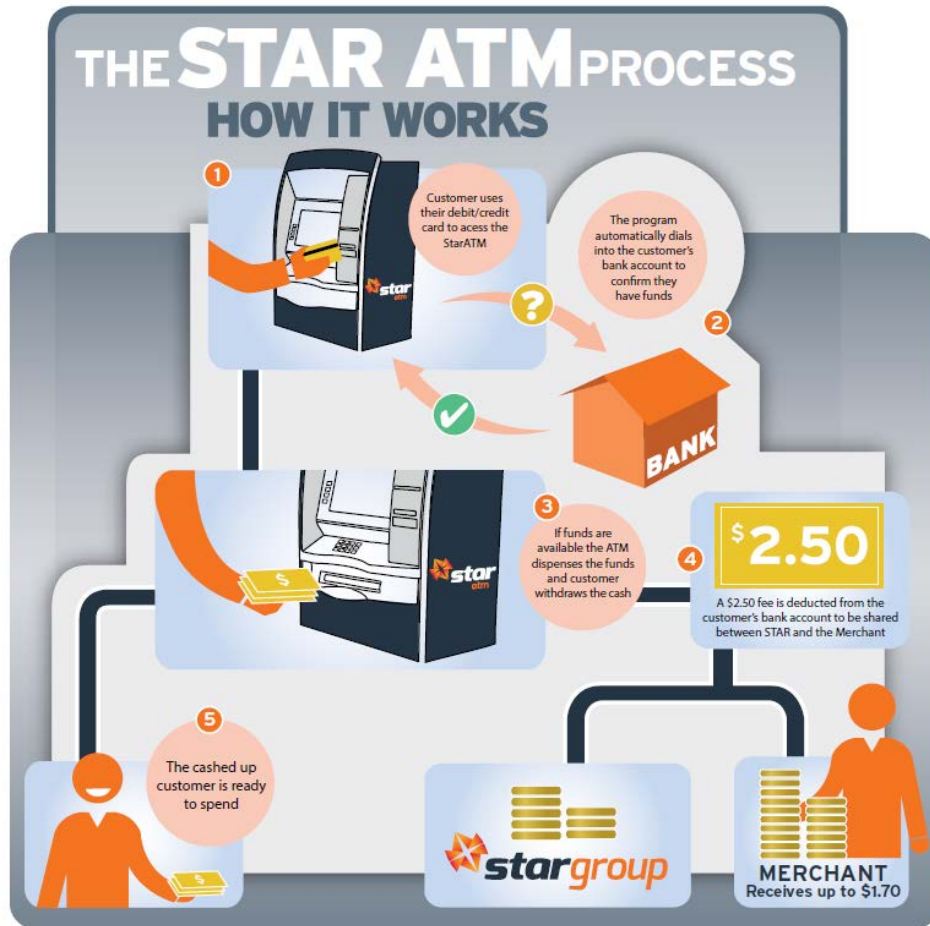 THE STAR ATM PROCESS
HOW IT WORKS
1
Customer uses
their debit/credit
card to acess the
StarATM
star
atm
?
The program
automatically dials
into the customer's
bank account to
confirm they
have funds
2
BANK
3
If funds are
available the ATM
dispenses the funds
and customer
withdraws the cash
$
star
atm
4
$2.50
A $2.50 fee is deducted from the
customer's bank account to be shared
between STAR and the Merchant
5
The cashed up
customer is ready
to spend
$
stargroup
MERCHANT
Receives up to $1.70